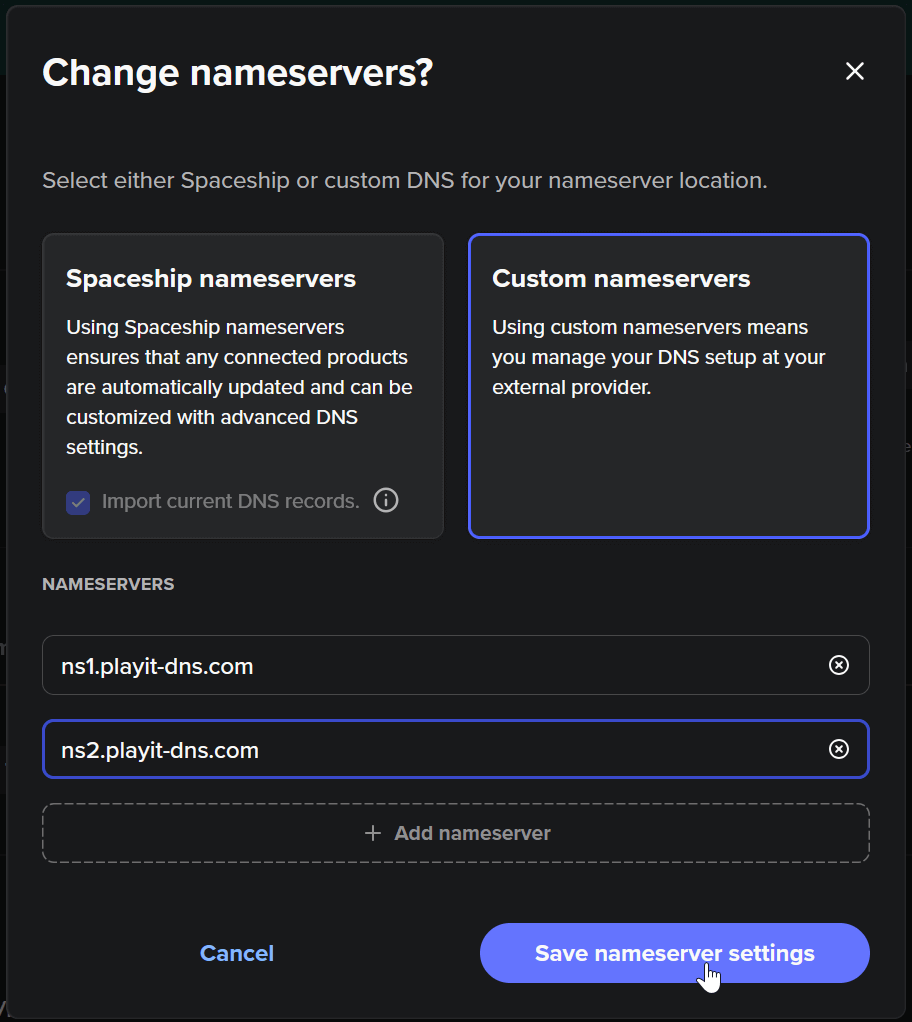 Change nameservers?
Select either Spaceship or custom DNS for your nameserver location.
Spaceship nameservers
Using Spaceship nameservers
ensures that any connected products
are automatically updated and can be
customized with advanced DNS
settings.
Import current DNS records.
Custom nameservers
Using custom nameservers means
you manage your DNS setup at your
external provider.
NAMESERVERS
ns1.playit-dns.com
ns2.playit-dns.com
Add nameserver
Cancel
Save nameserver settings